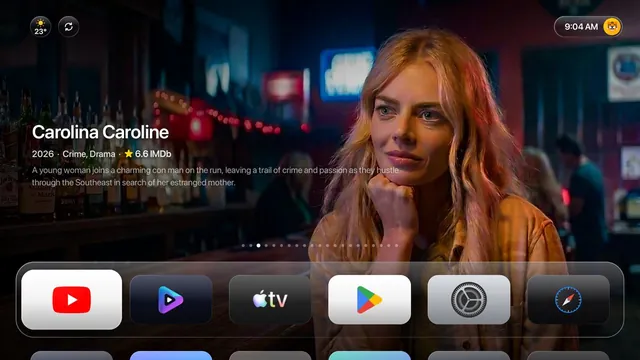 23°
9:04 AM
Carolina Caroline
2026 · Crime, Drama · ⭐ 6.6 IMDb
A young woman joins a charming con man on the run, leaving a trail of crime and passion as they hustle
through the Southeast in search of her estranged mother.
tv